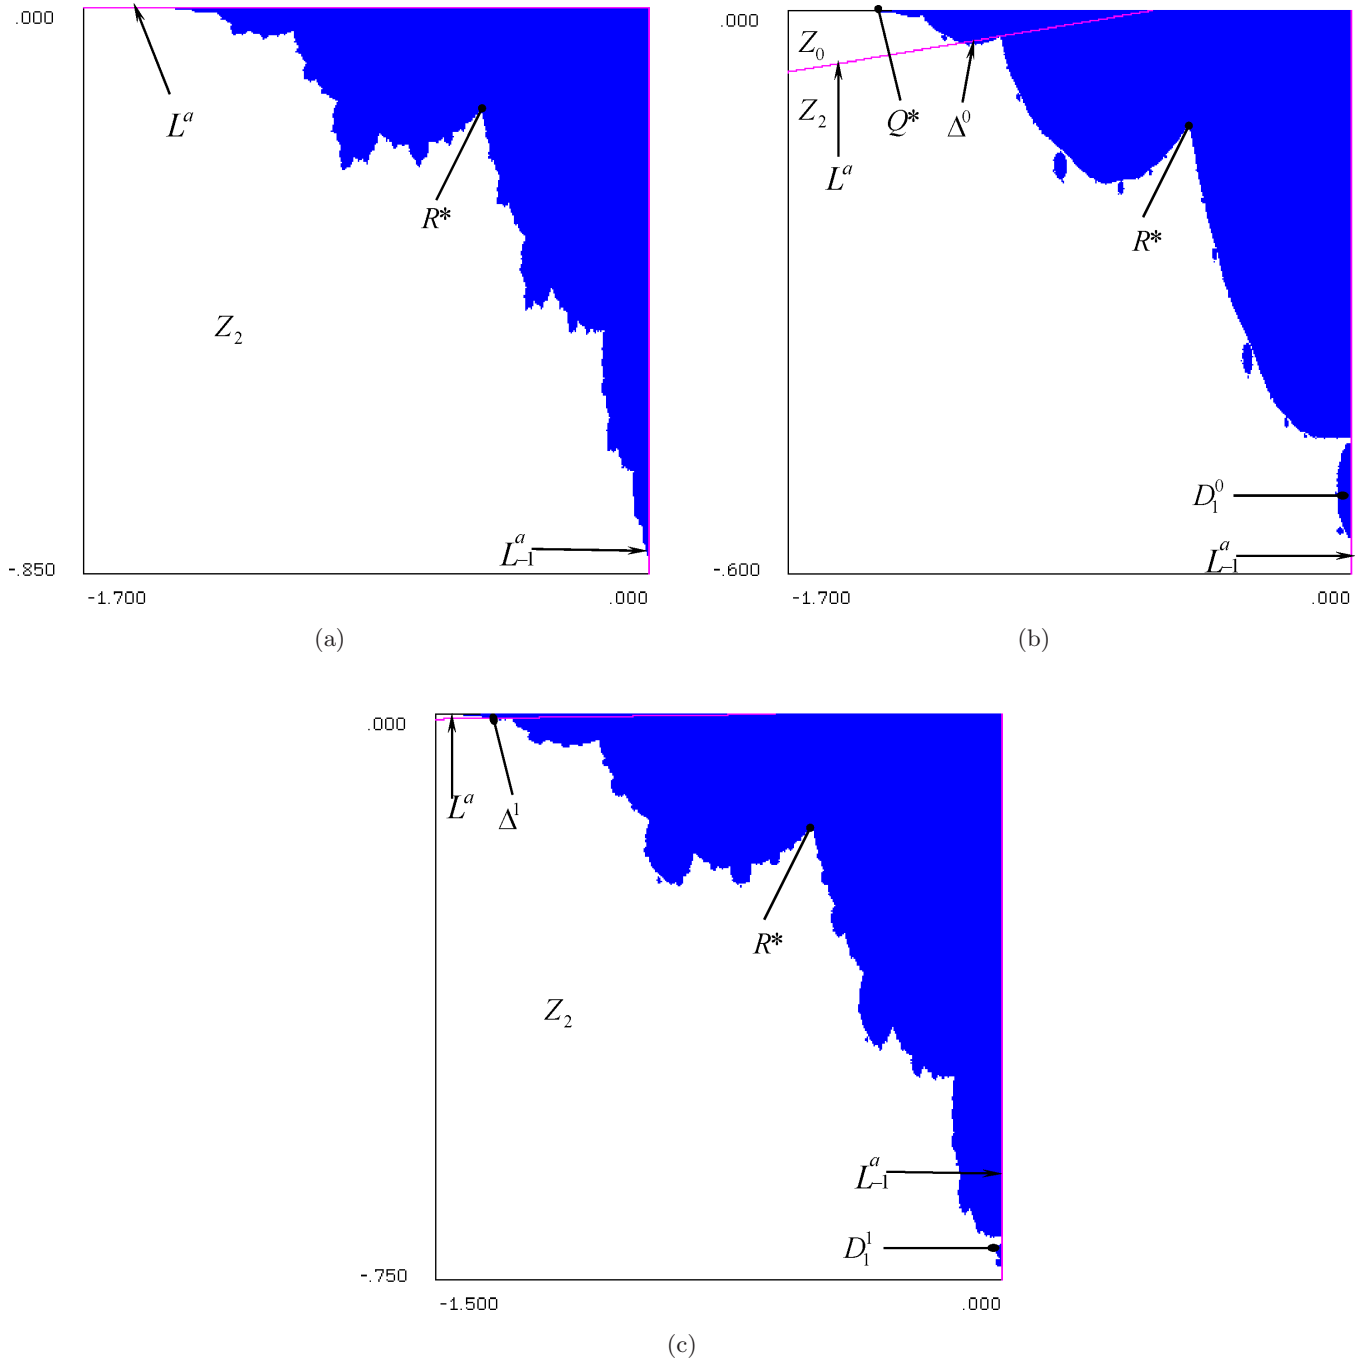 .000
L^a
R*
Z_2
L^a_{-1}
-.850
-1.700
.000
(a)
.000
Z_0
Z_2
Q*
Δ^0
L^a
R*
D^0_1
L^a_{-1}
-.600
-1.700
.000
(b)
.000
L^a
Δ^1
R*
Z_2
L^a_{-1}
D^1_1
-.750
-1.500
.000
(c)